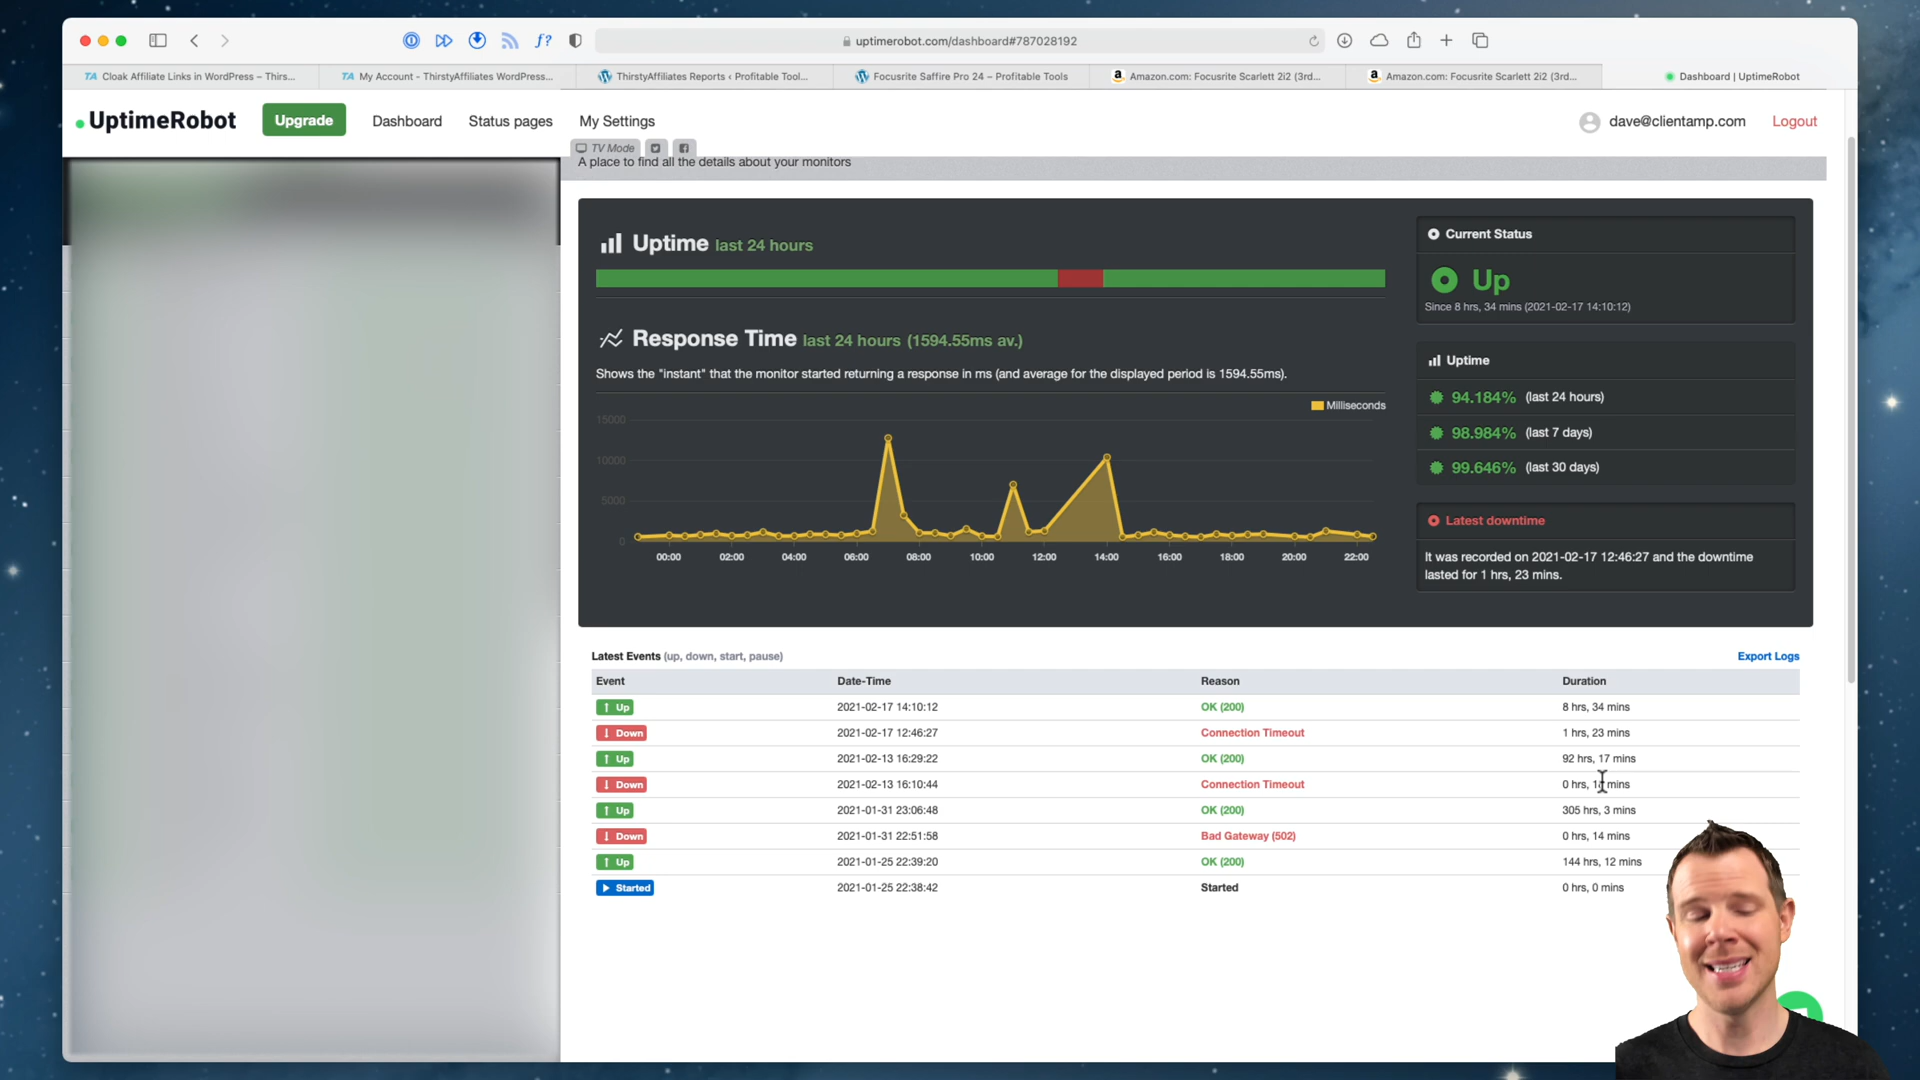 uptimerobot.com/dashboard#787028192
TA Cloak Affiliate Links in WordPress – Thirs...
TA My Account - ThirstyAffiliates WordPress...
ThirstyAffiliates Reports ‹ Profitable Tool...
Focusrite Saffire Pro 24 – Profitable Tools
a Amazon.com: Focusrite Scarlett 2i2 (3rd...
a Amazon.com: Focusrite Scarlett 2i2 (3rd...
Dashboard | UptimeRobot
UptimeRobot
Upgrade
Dashboard
Status pages
My Settings
dave@clientamp.com
Logout
TV Mode
A place to find all the details about your monitors
Uptime last 24 hours
Response Time last 24 hours (1594.55ms av.)
Shows the "instant" that the monitor started returning a response in ms (and average for the displayed period is 1594.55ms).
Milliseconds
15000
10000
5000
0
00:00 02:00 04:00 06:00 08:00 10:00 12:00 14:00 16:00 18:00 20:00 22:00
Current Status
Up
Since 8 hrs, 34 mins (2021-02-17 14:10:12)
Uptime
94.184% (last 24 hours)
98.984% (last 7 days)
99.646% (last 30 days)
Latest downtime
It was recorded on 2021-02-17 12:46:27 and the downtime
lasted for 1 hrs, 23 mins.
Latest Events (up, down, start, pause)
Export Logs
Event Date-Time Reason Duration
Up 2021-02-17 14:10:12 OK (200) 8 hrs, 34 mins
Down 2021-02-17 12:46:27 Connection Timeout 1 hrs, 23 mins
Up 2021-02-13 16:29:22 OK (200) 92 hrs, 17 mins
Down 2021-02-13 16:10:44 Connection Timeout 0 hrs, mins
Up 2021-01-31 23:06:48 OK (200) 305 hrs, 3 mins
Down 2021-01-31 22:51:58 Bad Gateway (502) 0 hrs, 14 mins
Up 2021-01-25 22:39:20 OK (200) 144 hrs, 12 mins
Started 2021-01-25 22:38:42 Started 0 hrs, 0 mins